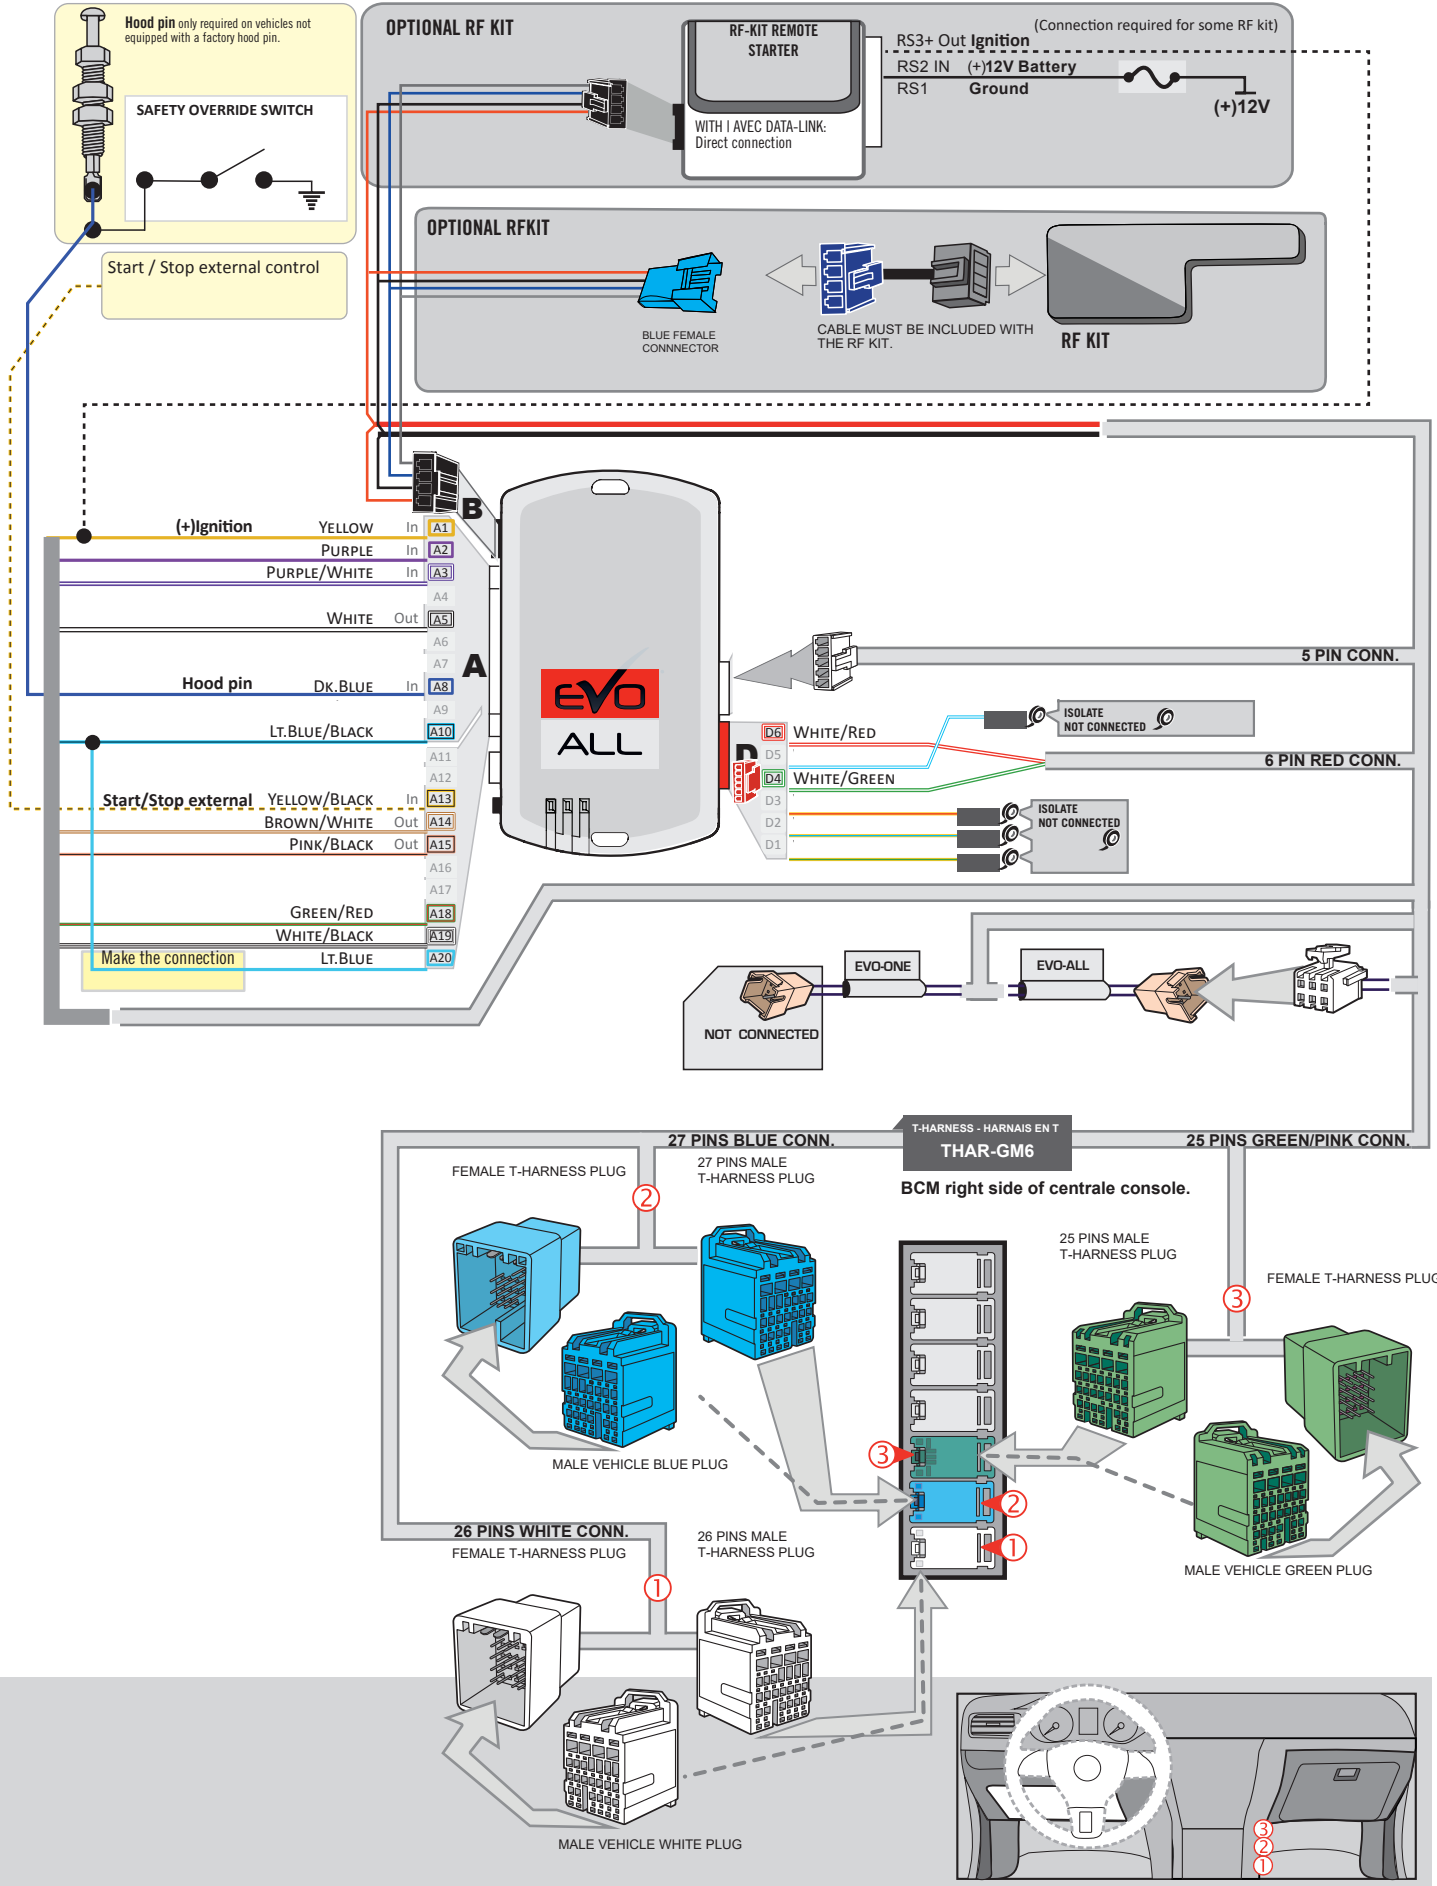 Hood pin only required on vehicles not
equipped with a factory hood pin.
SAFETY OVERRIDE SWITCH
Start / Stop external control
OPTIONAL RF KIT
RF-KIT REMOTE
STARTER
WITH | AVEC DATA-LINK:
Direct connection
(Connection required for some RF kit)
RS3+ Out Ignition
RS2 IN (+)12V Battery
RS1 Ground
(+)12V
OPTIONAL RFKIT
BLUE FEMALE
CONNNECTOR
CABLE MUST BE INCLUDED WITH
THE RF KIT.
RF KIT
B
A
(+)Ignition YELLOW In A1
PURPLE In A2
PURPLE/WHITE In A3
A4
WHITE Out A5
A6
A7
Hood pin DK.BLUE In A8
A9
LT.BLUE/BLACK A10
A11
A12
Start/Stop external YELLOW/BLACK In A13
BROWN/WHITE Out A14
PINK/BLACK Out A15
A16
A17
GREEN/RED A18
WHITE/BLACK A19
Make the connection LT.BLUE A20
EVO
ALL
D
D6 WHITE/RED
D5
D4 WHITE/GREEN
D3
D2
D1
5 PIN CONN.
ISOLATE
NOT CONNECTED
6 PIN RED CONN.
ISOLATE
NOT CONNECTED
EVO-ONE
EVO-ALL
NOT CONNECTED
T-HARNESS - HARNAIS EN T
THAR-GM6
27 PINS BLUE CONN.
25 PINS GREEN/PINK CONN.
FEMALE T-HARNESS PLUG
27 PINS MALE
T-HARNESS PLUG
2
BCM right side of centrale console.
25 PINS MALE
T-HARNESS PLUG
FEMALE T-HARNESS PLUG
3
MALE VEHICLE BLUE PLUG
3
2
1
26 PINS WHITE CONN.
FEMALE T-HARNESS PLUG
26 PINS MALE
T-HARNESS PLUG
1
MALE VEHICLE GREEN PLUG
MALE VEHICLE WHITE PLUG
3
2
1